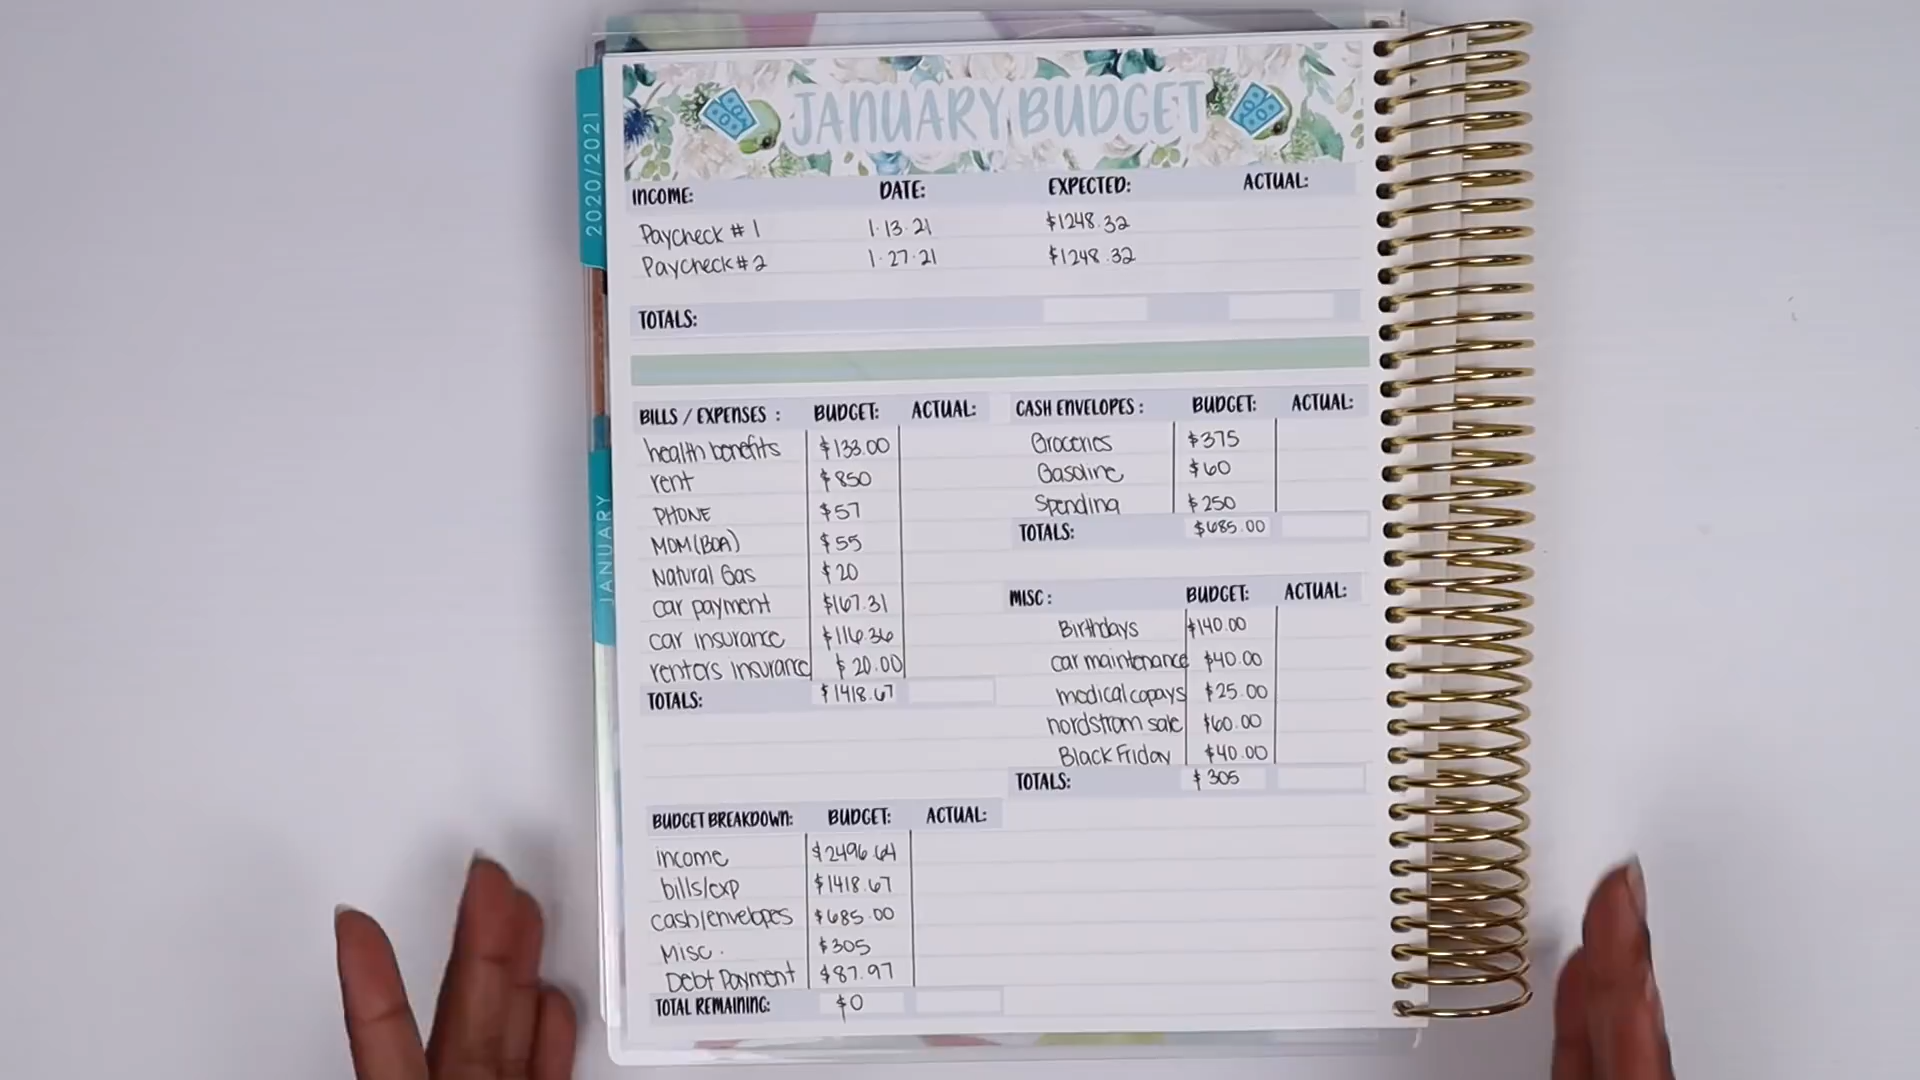 2020/2021
JANUARY
JANUARY BUDGET
INCOME: DATE: EXPECTED: ACTUAL:
Paycheck #1 1.13.21 $1248.32
Paycheck #2 1.27.21 $1248.32
TOTALS:
BILLS / EXPENSES : BUDGET: ACTUAL:
health benefits $133.00
rent $850
PHONE $57
MOM(BOA) $55
Natural Gas $20
car payment $167.31
car insurance $116.36
renters insurance $20.00
TOTALS: $1418.67
CASH ENVELOPES : BUDGET: ACTUAL:
Groceries $375
Gasoline $60
Spending $250
TOTALS: $685.00
MISC : BUDGET: ACTUAL:
Birthdays $140.00
car maintenance $40.00
medical copays $25.00
nordstrom sale $60.00
Black Friday $40.00
TOTALS: $305
BUDGET BREAKDOWN: BUDGET: ACTUAL:
income $2496.64
bills/exp $1418.67
cash/envelopes $685.00
Misc. $305
Debt Payment $87.97
TOTAL REMAINING: $0